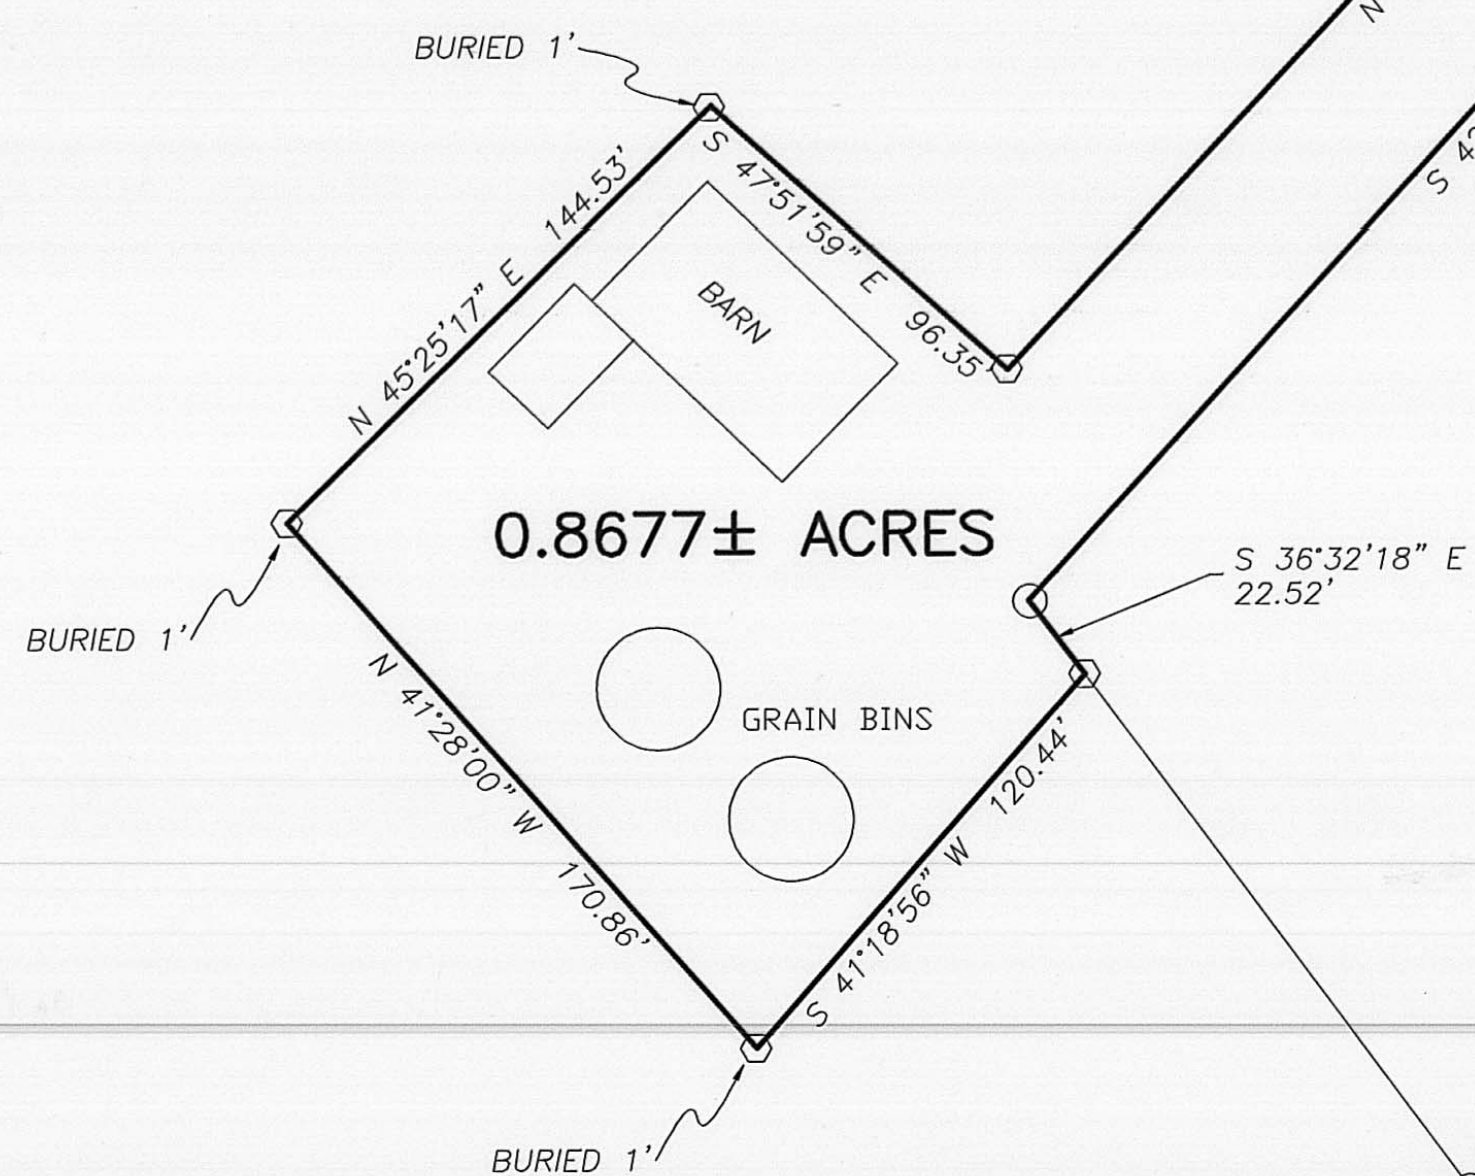 BURIED 1'
N
S 42
N 45°25'17" E 144.53'
S 47°51'59" E 96.35'
BARN
0.8677± ACRES
S 36°32'18" E
22.52'
BURIED 1'
GRAIN BINS
N 41°28'00" W 170.86'
S 41°18'56" W 120.44'
BURIED 1'